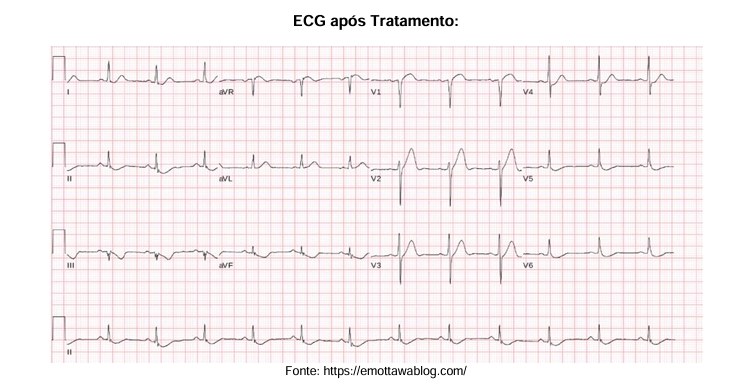 ECG após Tratamento:
I aVR V1 V4
II aVL V2 V5
III aVF V3 V6
II
Fonte: https://emottawablog.com/